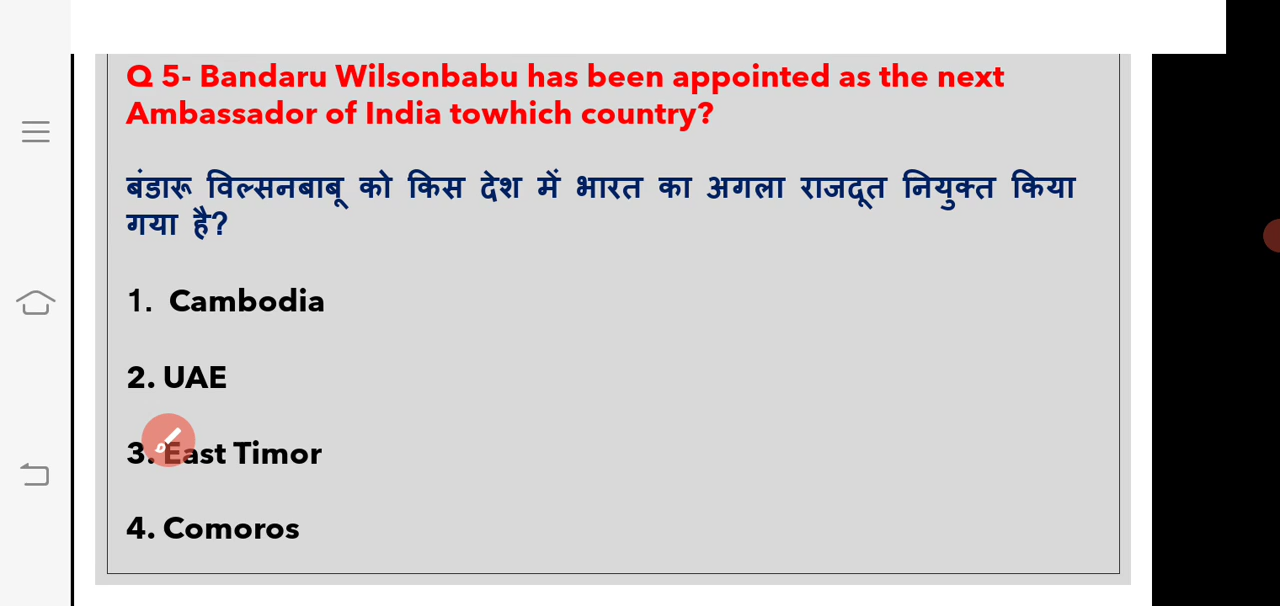 Q 5- Bandaru Wilsonbabu has been appointed as the next
Ambassador of India towhich country?
बंडारू विल्सनबाबू को किस देश में भारत का अगला राजदूत नियुक्त किया
गया है?
1. Cambodia
2. UAE
3. East Timor
4. Comoros